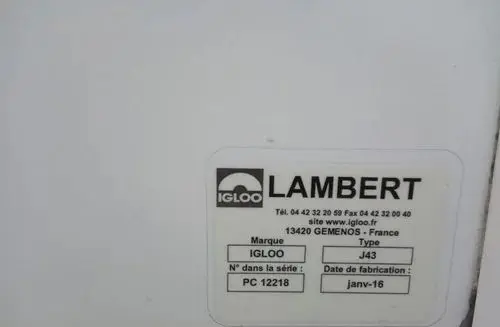 IGLOO
LAMBERT
Tél. 04 42 32 20 59 Fax 04 42 32 00 40
site www.igloo.fr
13420 GEMENOS - France
Marque Type
IGLOO J43
N° dans la série : Date de fabrication :
PC 12218 janv-16